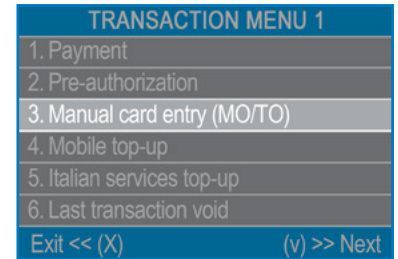 TRANSACTION MENU 1
1. Payment
2. Pre-authorization
3. Manual card entry (MO/TO)
4. Mobile top-up
5. Italian services top-up
6. Last transaction void
Exit << (X) (v) >> Next